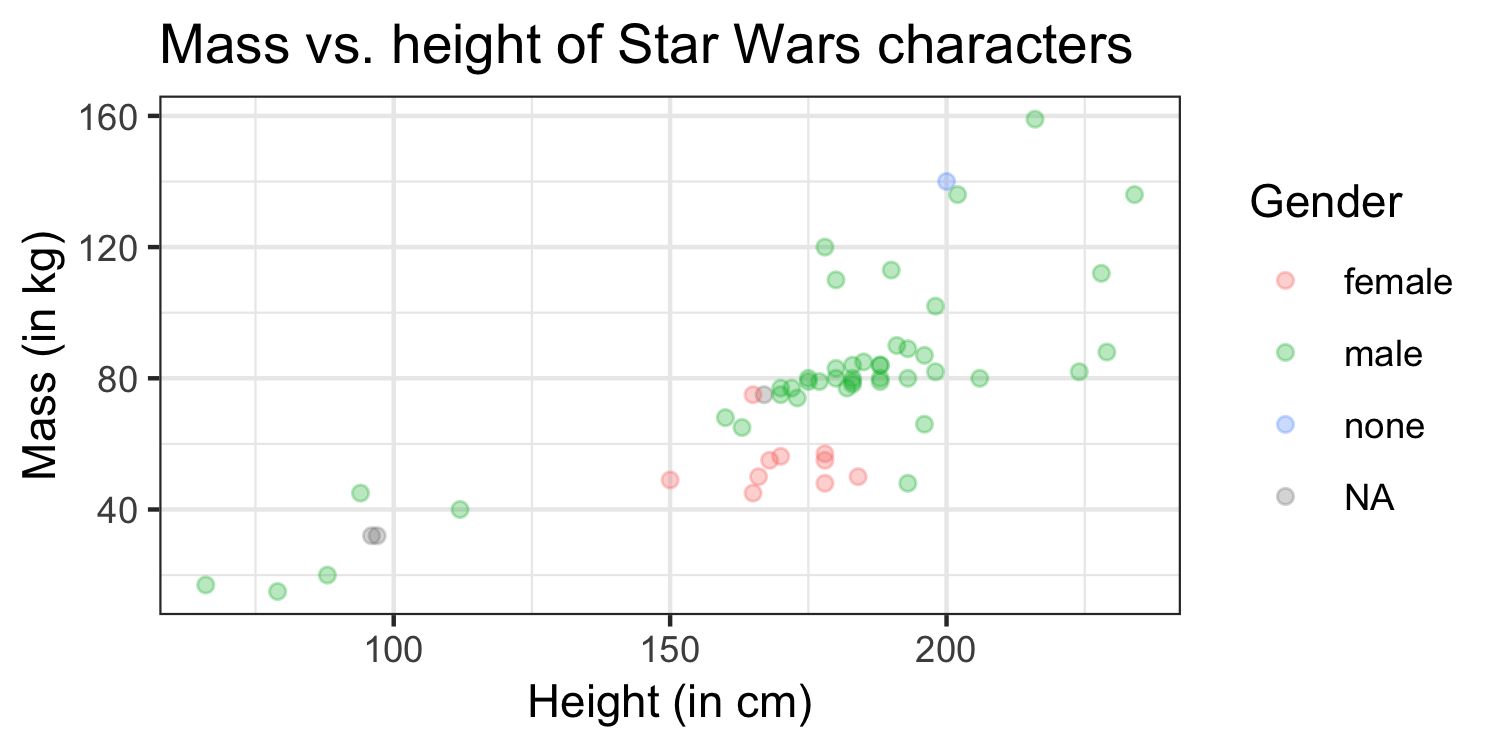 Mass vs. height of Star Wars characters
160
120
80
40
Mass (in kg)
100 150 200
Height (in cm)
Gender
female
male
none
NA